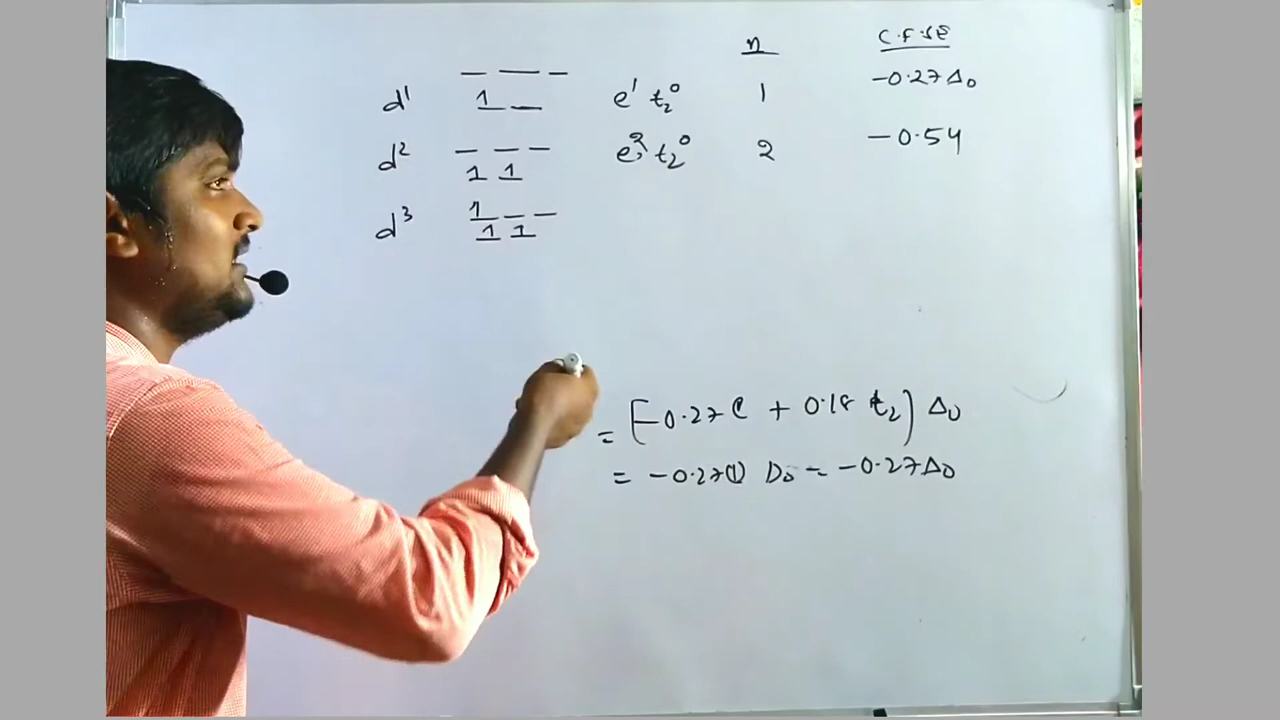 n C.F.SE
d¹ 1 e¹ t₂⁰ 1 -0.27Δ₀
d² 1 1 e² t₂⁰ 2 -0.54
d³ 1 1 1
= [-0.27 e + 0.18 t₂] Δ₀
= -0.27(1) Δ₀ = -0.27Δ₀